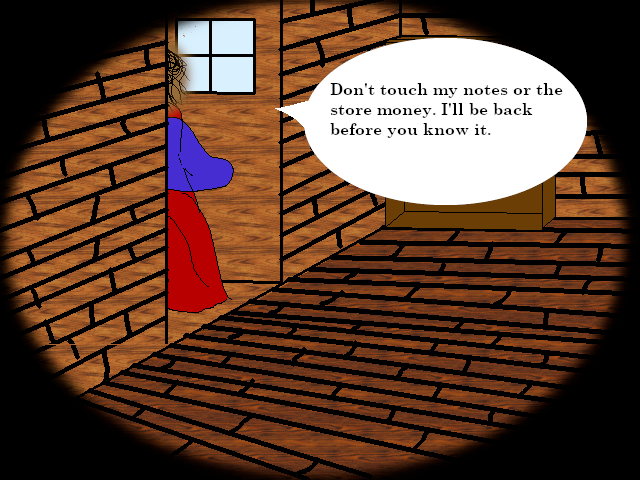 Don't touch my notes or the
store money. I'll be back
before you know it.